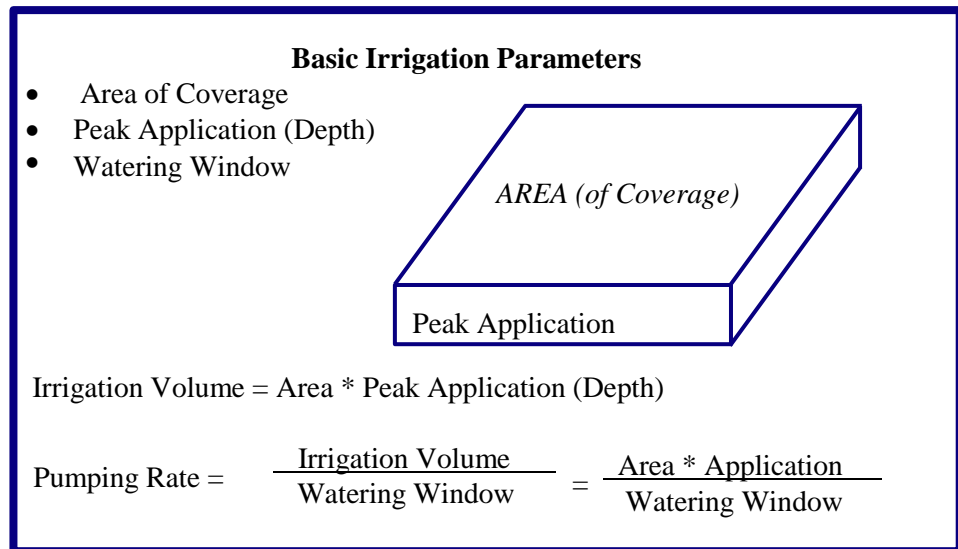 Basic Irrigation Parameters
• Area of Coverage
• Peak Application (Depth)
• Watering Window
AREA (of Coverage)
Peak Application
Irrigation Volume = Area * Peak Application (Depth)
Pumping Rate = Irrigation Volume / Watering Window = Area * Application / Watering Window